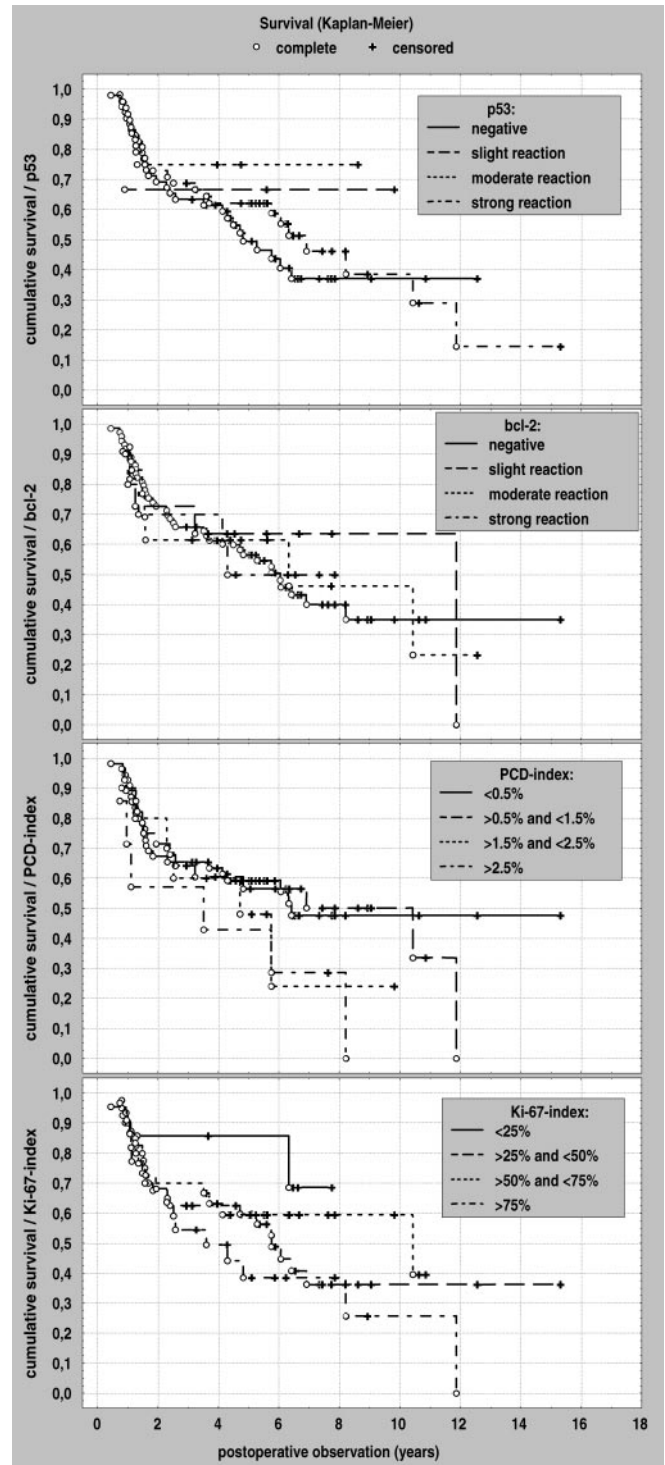 Survival (Kaplan-Meier)
complete censored
cumulative survival / p53
1,0
0,9
0,8
0,7
0,6
0,5
0,4
0,3
0,2
0,1
0,0
p53:
negative
slight reaction
moderate reaction
strong reaction
cumulative survival / bcl-2
1,0
0,9
0,8
0,7
0,6
0,5
0,4
0,3
0,2
0,1
0,0
bcl-2:
negative
slight reaction
moderate reaction
strong reaction
cumulative survival / PCD-index
1,0
0,9
0,8
0,7
0,6
0,5
0,4
0,3
0,2
0,1
0,0
PCD-index:
<0.5%
>0.5% and <1.5%
>1.5% and <2.5%
>2.5%
cumulative survival / Ki-67-index
1,0
0,9
0,8
0,7
0,6
0,5
0,4
0,3
0,2
0,1
0,0
Ki-67-index:
<25%
>25% and <50%
>50% and <75%
>75%
0 2 4 6 8 10 12 14 16 18
postoperative observation (years)